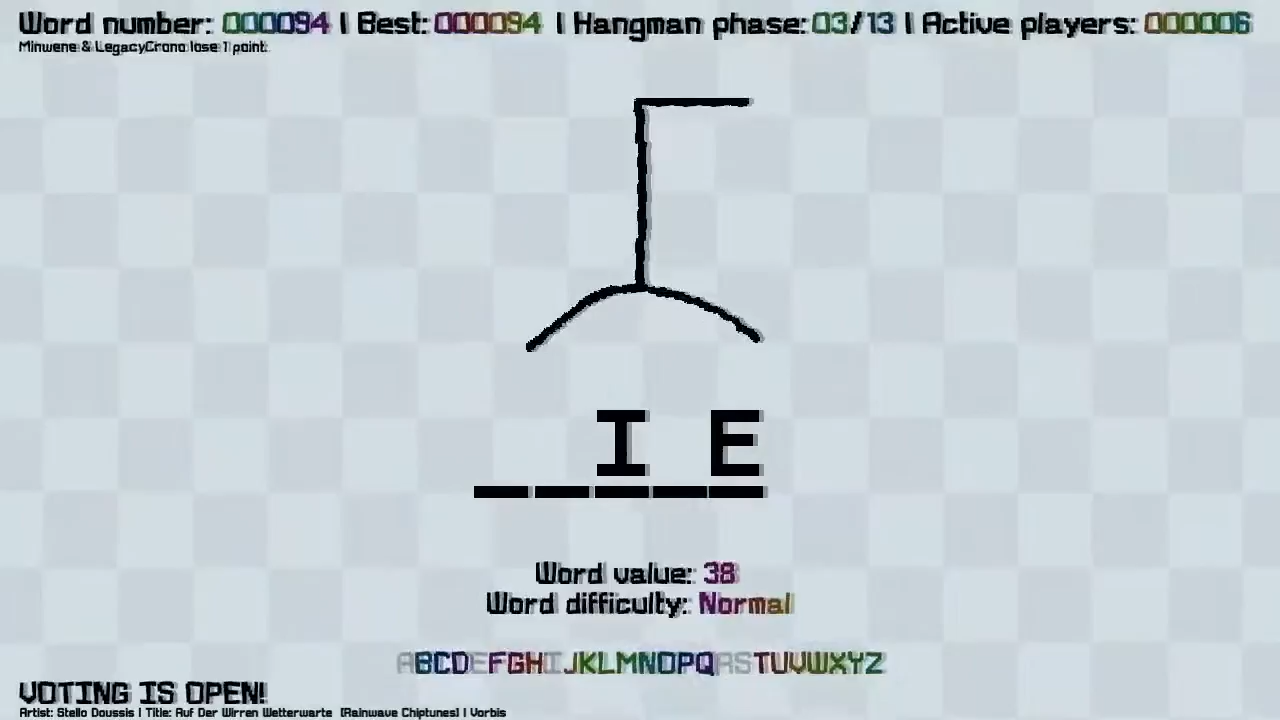 Word number: 000094 | Best: 000094 | Hangman phase: 03/13 | Active players: 000006
Minwene & LegacyCrono lose 1 point.
I E
Word value: 38
Word difficulty: Normal
ABCDEFGHIJKLMNOPQRSTUVWXYZ
VOTING IS OPEN!
Artist: Stello Doussis | Title: Auf Der Wirren Wetterwarte [Rainwave Chiptunes] | Vorbis